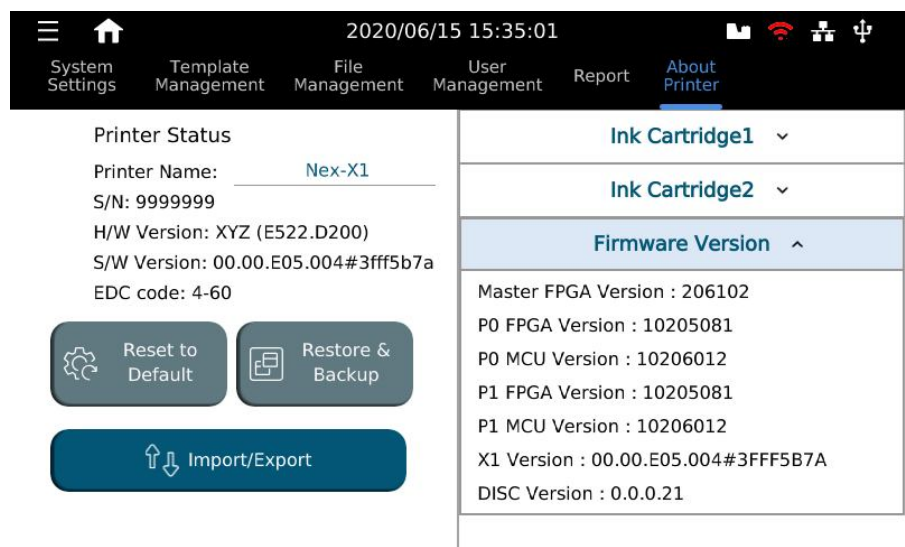 2020/06/15 15:35:01
System Settings
Template Management
File Management
User Management
Report
About Printer
Printer Status
Printer Name: Nex-X1
S/N: 9999999
H/W Version: XYZ (E522.D200)
S/W Version: 00.00.E05.004#3fff5b7a
EDC code: 4-60
Reset to
Default
Restore &
Backup
Import/Export
Ink Cartridge1
Ink Cartridge2
Firmware Version
Master FPGA Version : 206102
P0 FPGA Version : 10205081
P0 MCU Version : 10206012
P1 FPGA Version : 10205081
P1 MCU Version : 10206012
X1 Version : 00.00.E05.004#3FFF5B7A
DISC Version : 0.0.0.21